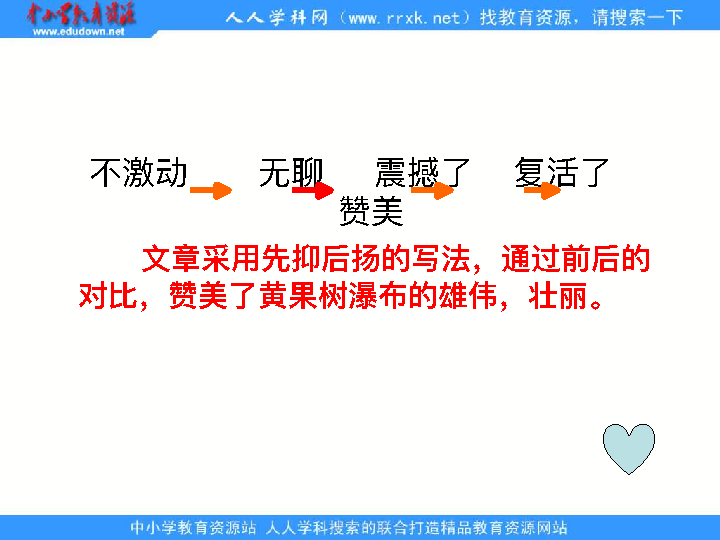 中小学教育资源
www.edudown.net
人人学科网（www.rrxk.net）找教育资源，请搜索一下
不激动 无聊 震撼了 复活了
赞美
文章采用先抑后扬的写法，通过前后的
对比，赞美了黄果树瀑布的雄伟，壮丽。
中小学教育资源站 人人学科搜索的联合打造精品教育资源网站